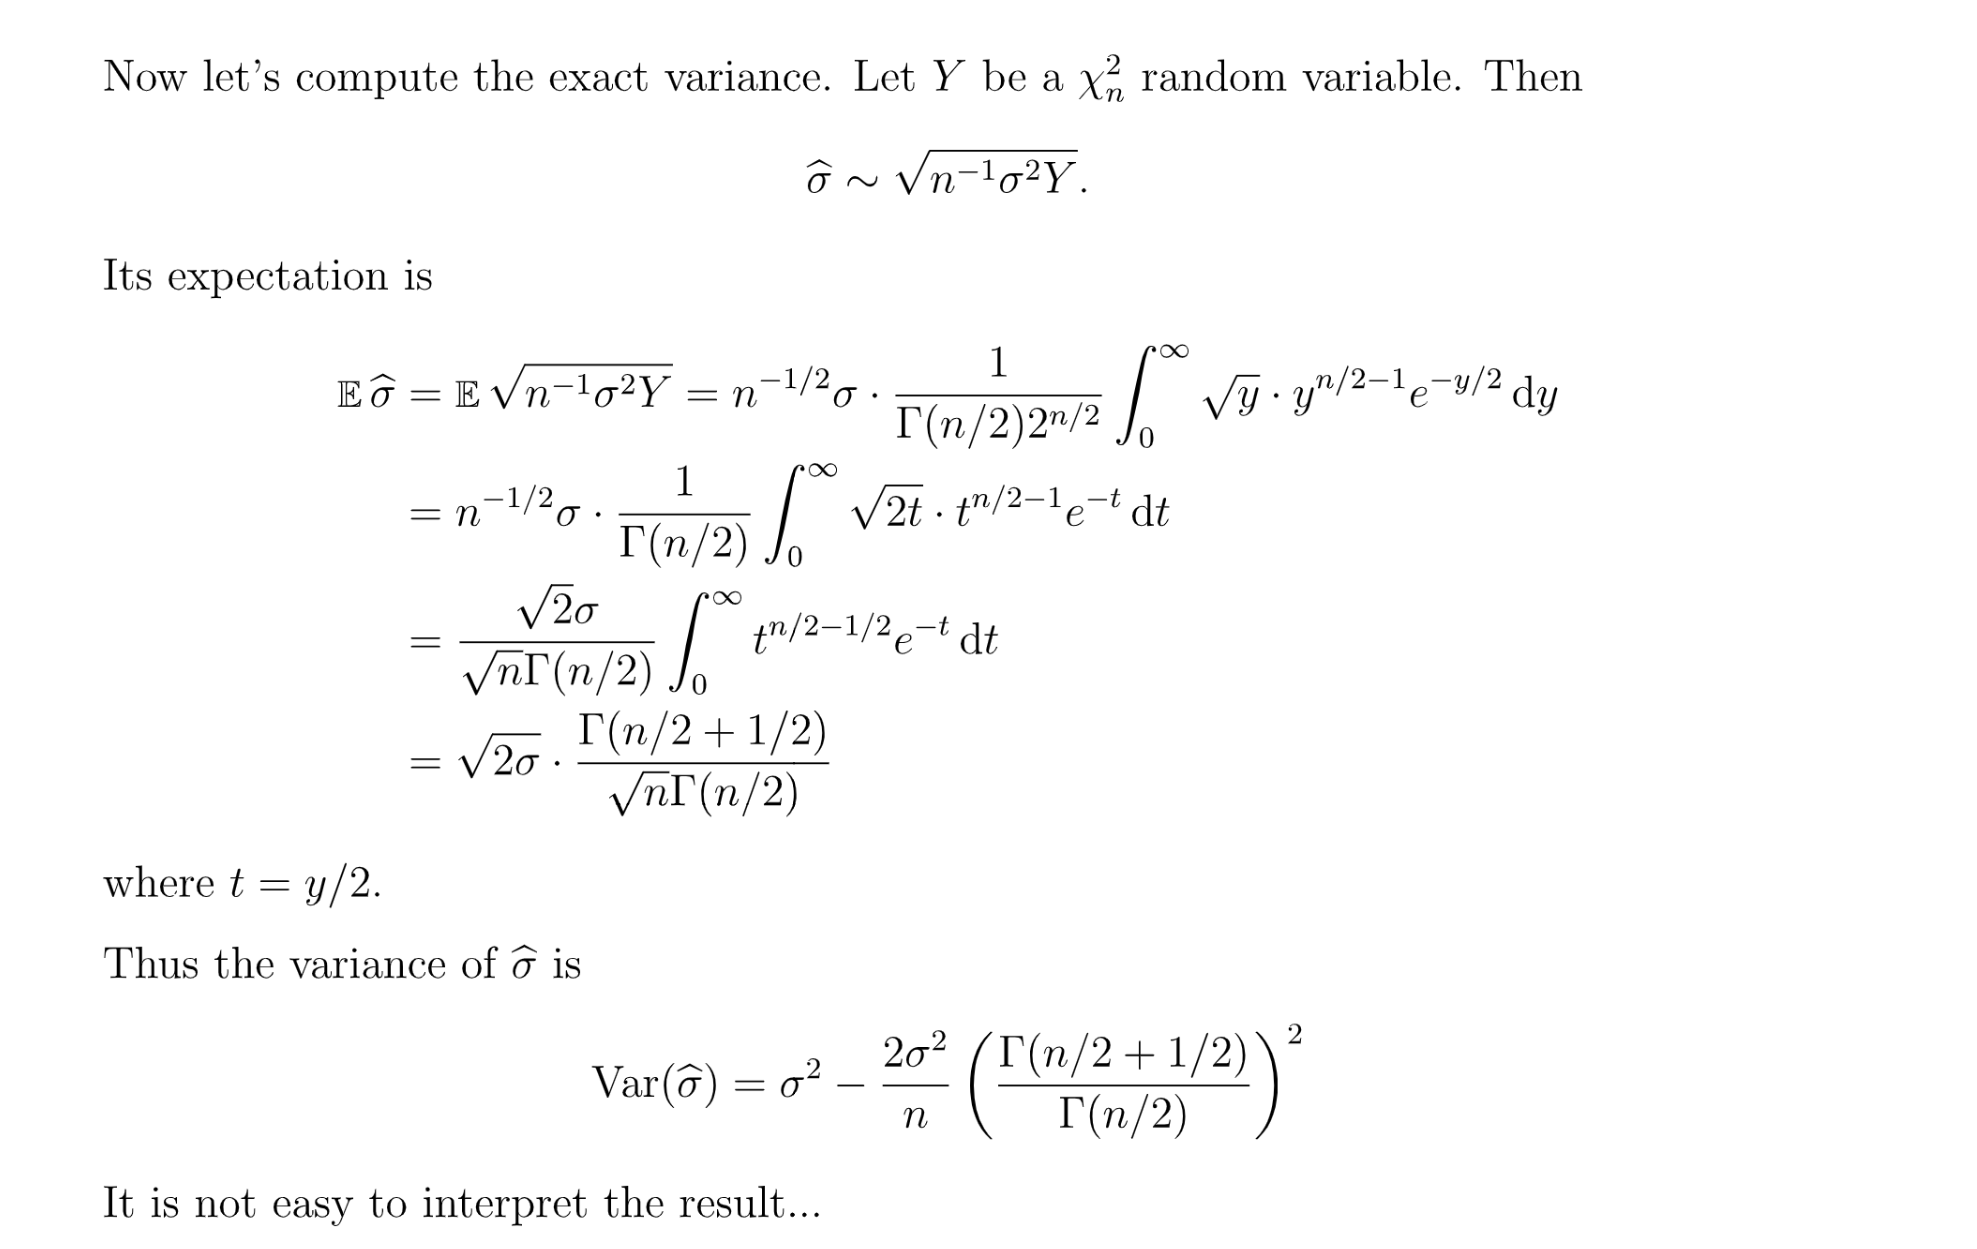 Now let's compute the exact variance. Let $Y$ be a $\chi^2_n$ random variable. Then
$$\widehat{\sigma} \sim \sqrt{n^{-1}\sigma^2 Y}.$$
Its expectation is
$$\mathbb{E}\,\widehat{\sigma} = \mathbb{E}\sqrt{n^{-1}\sigma^2 Y} = n^{-1/2}\sigma \cdot \frac{1}{\Gamma(n/2)2^{n/2}} \int_0^\infty \sqrt{y} \cdot y^{n/2-1}e^{-y/2}\,\mathrm{dy}$$
$$= n^{-1/2}\sigma \cdot \frac{1}{\Gamma(n/2)} \int_0^\infty \sqrt{2t} \cdot t^{n/2-1}e^{-t}\,\mathrm{dt}$$
$$= \frac{\sqrt{2}\sigma}{\sqrt{n}\Gamma(n/2)} \int_0^\infty t^{n/2-1/2}e^{-t}\,\mathrm{dt}$$
$$= \sqrt{2\sigma} \cdot \frac{\Gamma(n/2+1/2)}{\sqrt{n}\Gamma(n/2)}$$
where $t = y/2$.
Thus the variance of $\widehat{\sigma}$ is
$$\mathrm{Var}(\widehat{\sigma}) = \sigma^2 - \frac{2\sigma^2}{n}\left(\frac{\Gamma(n/2+1/2)}{\Gamma(n/2)}\right)^2$$
It is not easy to interpret the result...